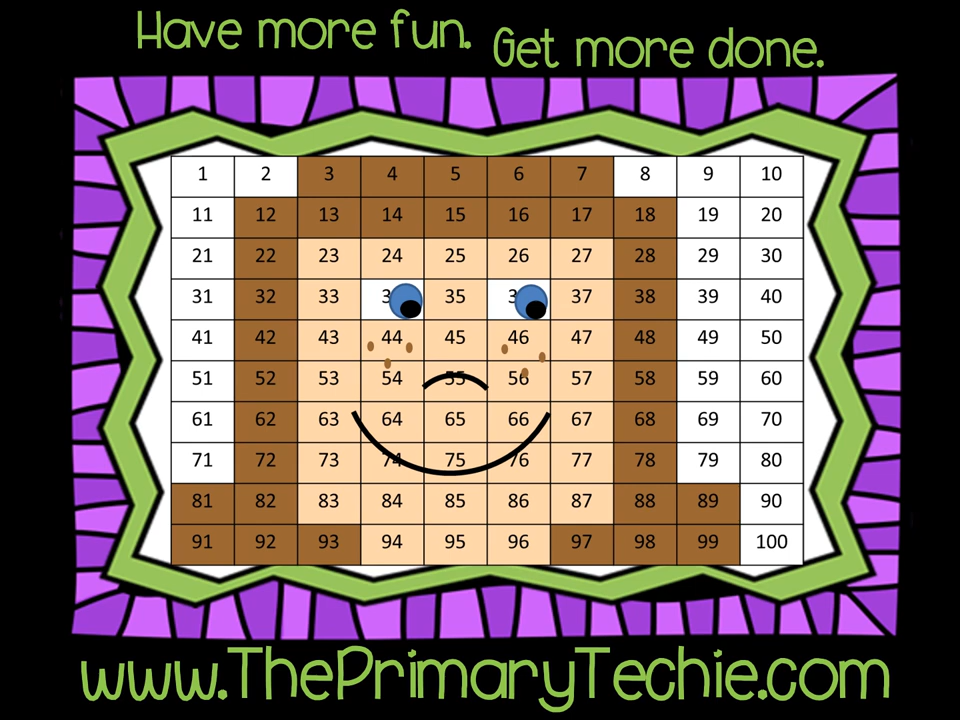 Have more fun. Get more done.
1 2 3 4 5 6 7 8 9 10
11 12 13 14 15 16 17 18 19 20
21 22 23 24 25 26 27 28 29 30
31 32 33 35 37 38 39 40
41 42 43 44 45 46 47 48 49 50
51 52 53 54 55 56 57 58 59 60
61 62 63 64 65 66 67 68 69 70
71 72 73 74 75 76 77 78 79 80
81 82 83 84 85 86 87 88 89 90
91 92 93 94 95 96 97 98 99 100
www.ThePrimaryTechie.com